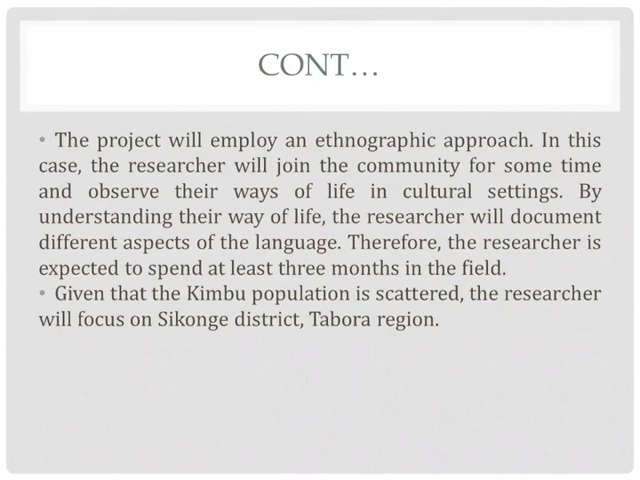 CONT…
• The project will employ an ethnographic approach. In this
case, the researcher will join the community for some time
and observe their ways of life in cultural settings. By
understanding their way of life, the researcher will document
different aspects of the language. Therefore, the researcher is
expected to spend at least three months in the field.
• Given that the Kimbu population is scattered, the researcher
will focus on Sikonge district, Tabora region.